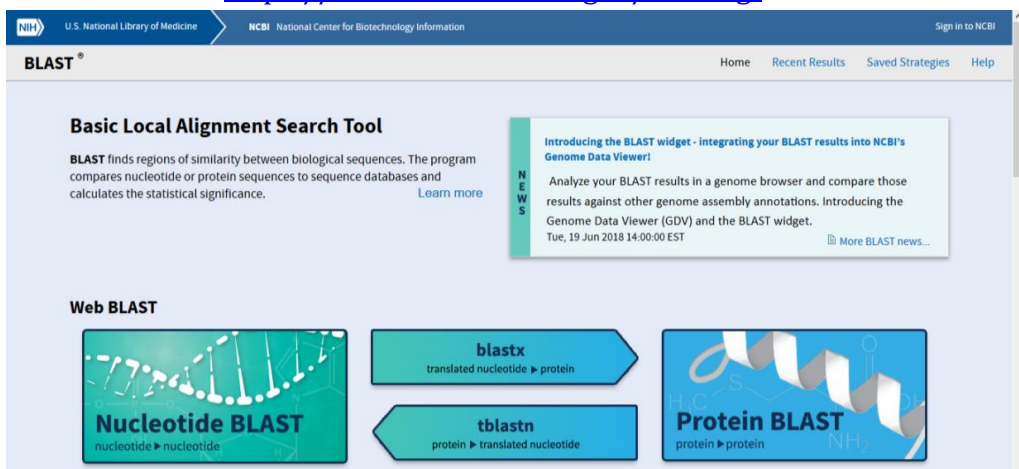 NIH U.S. National Library of Medicine NCBI National Center for Biotechnology Information Sign in to NCBI
BLAST ® Home Recent Results Saved Strategies Help
Basic Local Alignment Search Tool
BLAST finds regions of similarity between biological sequences. The program
compares nucleotide or protein sequences to sequence databases and
calculates the statistical significance. Learn more
NEWS
Introducing the BLAST widget - integrating your BLAST results into NCBI's
Genome Data Viewer!
Analyze your BLAST results in a genome browser and compare those
results against other genome assembly annotations. Introducing the
Genome Data Viewer (GDV) and the BLAST widget.
Tue, 19 Jun 2018 14:00:00 EST
More BLAST news...
Web BLAST
Nucleotide BLAST
nucleotide ▶ nucleotide
blastx
translated nucleotide ▶ protein
tblastn
protein ▶ translated nucleotide
Protein BLAST
protein ▶ protein